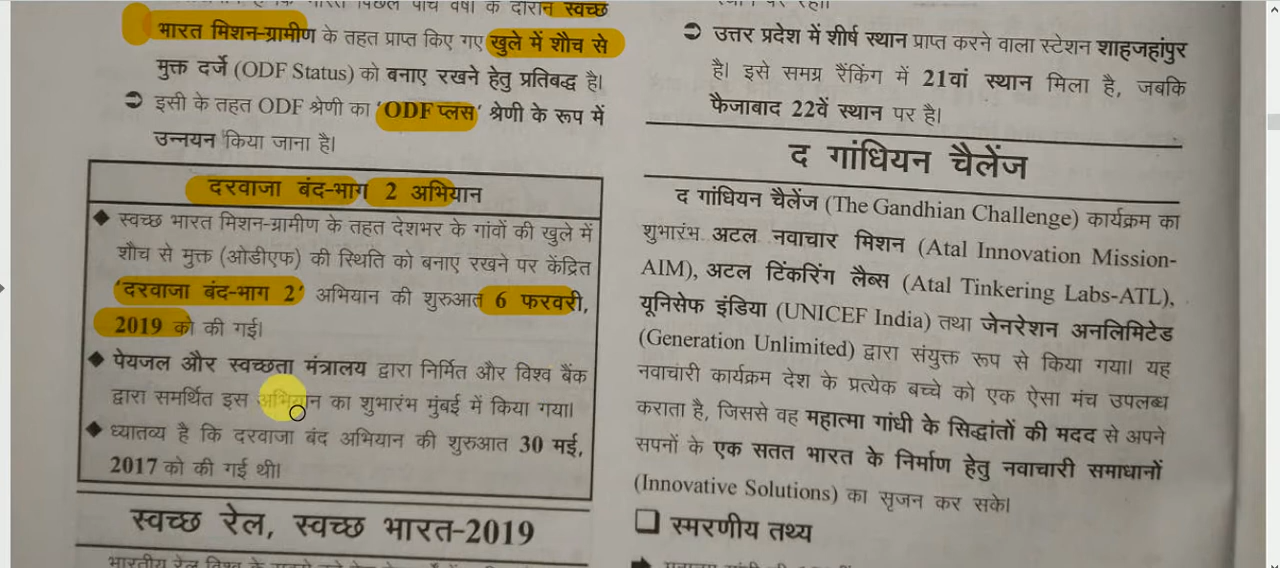 पिछले पांच वर्षों के दौरान स्वच्छ
भारत मिशन-ग्रामीण के तहत प्राप्त किए गए खुले में शौच से
मुक्त दर्जे (ODF Status) को बनाए रखने हेतु प्रतिबद्ध है।
➲ इसी के तहत ODF श्रेणी का 'ODF प्लस' श्रेणी के रूप में
उन्नयन किया जाना है।
दरवाजा बंद-भाग 2 अभियान
◆ स्वच्छ भारत मिशन-ग्रामीण के तहत देशभर के गांवों की खुले में
शौच से मुक्त (ओडीएफ) की स्थिति को बनाए रखने पर केंद्रित
'दरवाजा बंद-भाग 2' अभियान की शुरुआत 6 फरवरी,
2019 को की गई।
◆ पेयजल और स्वच्छता मंत्रालय द्वारा निर्मित और विश्व बैंक
द्वारा समर्थित इस अभियान का शुभारंभ मुंबई में किया गया।
◆ ध्यातव्य है कि दरवाजा बंद अभियान की शुरुआत 30 मई,
2017 को की गई थी।
स्वच्छ रेल, स्वच्छ भारत-2019
भारतीय रेल विश्व के
➲ उत्तर प्रदेश में शीर्ष स्थान प्राप्त करने वाला स्टेशन शाहजहांपुर
है। इसे समग्र रैंकिंग में 21वां स्थान मिला है, जबकि
फैजाबाद 22वें स्थान पर है।
द गांधियन चैलेंज
द गांधियन चैलेंज (The Gandhian Challenge) कार्यक्रम का
शुभारंभ अटल नवाचार मिशन (Atal Innovation Mission-
AIM), अटल टिंकरिंग लैब्स (Atal Tinkering Labs-ATL),
यूनिसेफ इंडिया (UNICEF India) तथा जेनरेशन अनलिमिटेड
(Generation Unlimited) द्वारा संयुक्त रूप से किया गया। यह
नवाचारी कार्यक्रम देश के प्रत्येक बच्चे को एक ऐसा मंच उपलब्ध
कराता है, जिससे वह महात्मा गांधी के सिद्धांतों की मदद से अपने
सपनों के एक सतत भारत के निर्माण हेतु नवाचारी समाधानों
(Innovative Solutions) का सृजन कर सके।
❑ स्मरणीय तथ्य